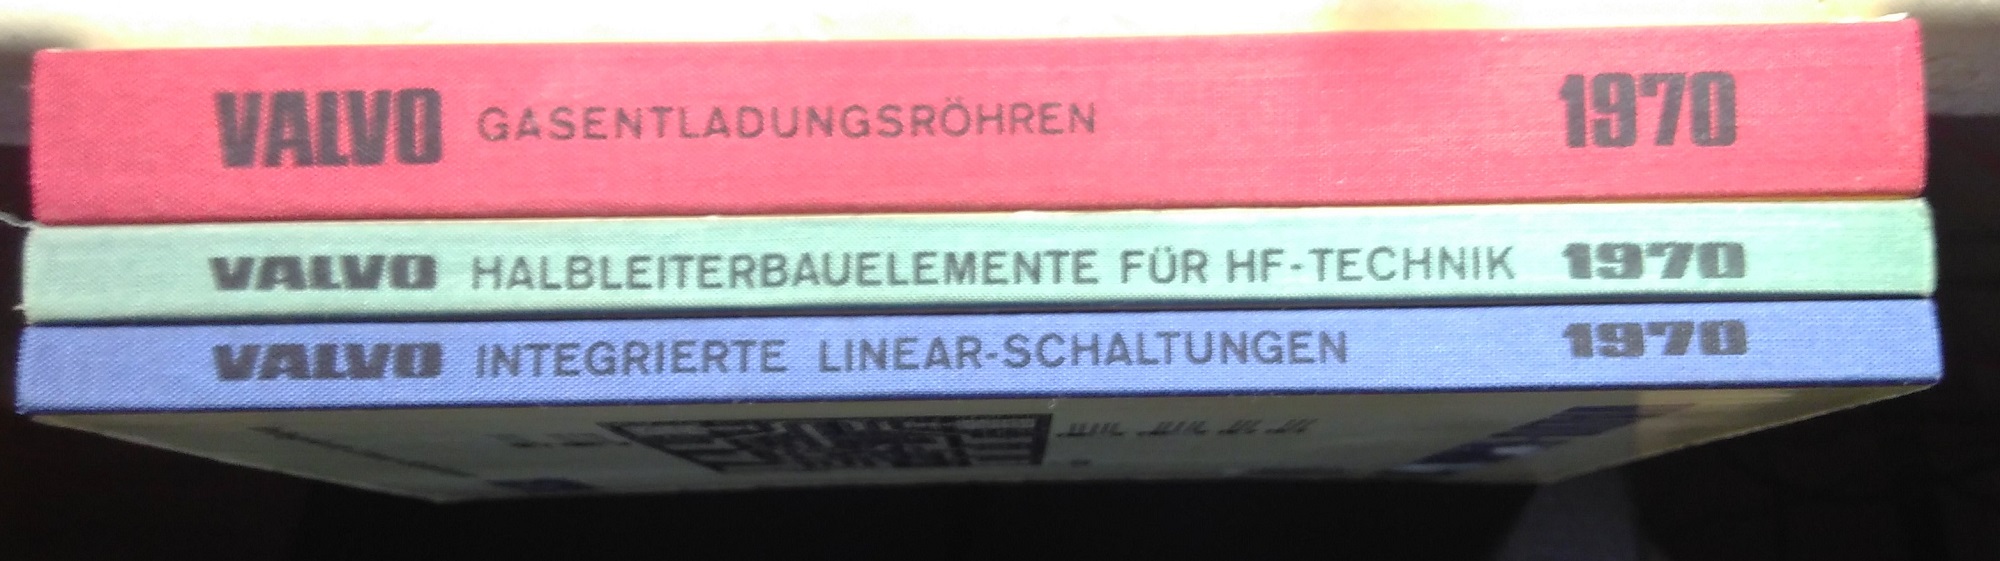 VALVO GASENTLADUNGSRÖHREN 1970
VALVO HALBLEITERBAUELEMENTE FÜR HF-TECHNIK 1970
VALVO INTEGRIERTE LINEAR-SCHALTUNGEN 1970